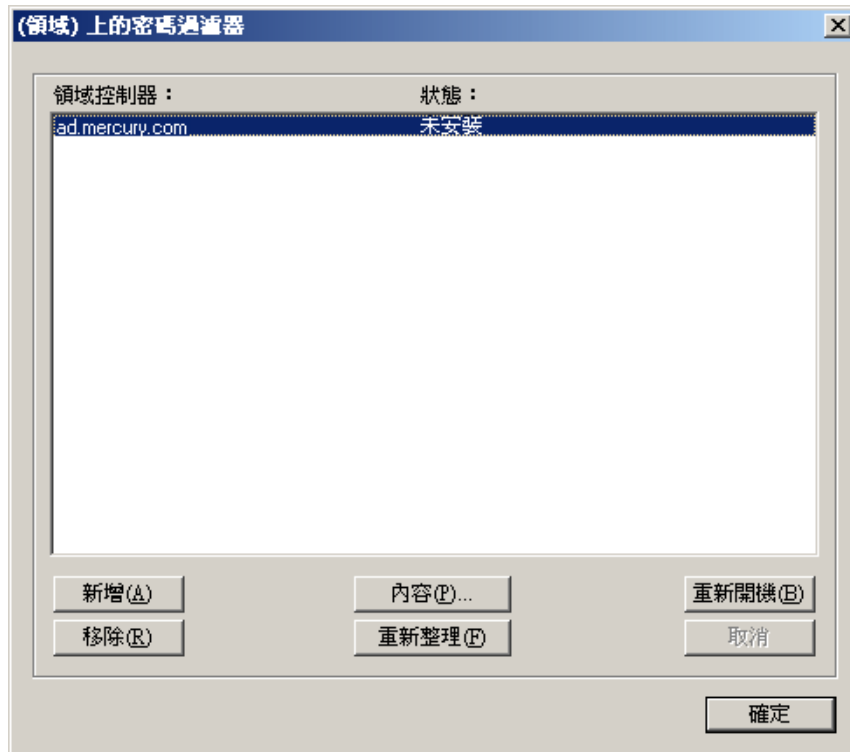 (領域) 上的密碼過濾器
領域控制器： 狀態：
ad.mercury.com 未安裝
新增(A) 內容(P)... 重新開機(B)
移除(R) 重新整理(F) 取消
確定